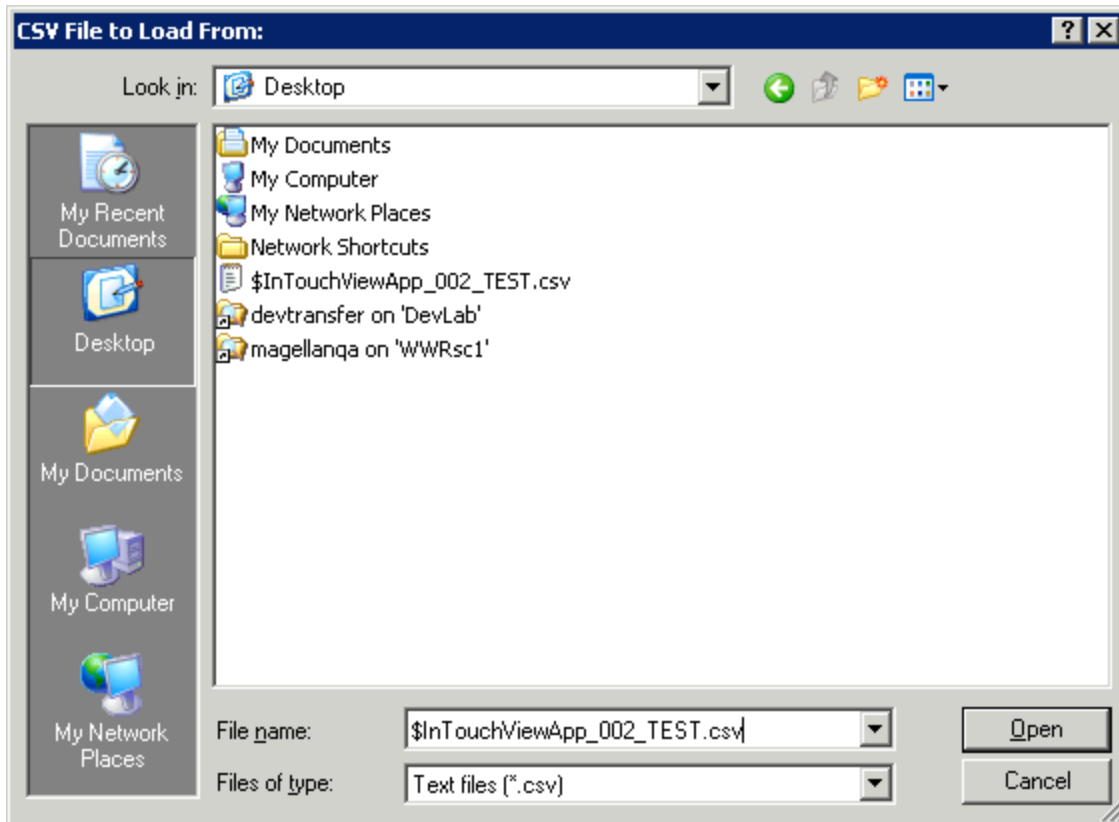 CSV File to Load From:
Look in: Desktop
My Recent
Documents
Desktop
My Documents
My Computer
My Network
Places
My Documents
My Computer
My Network Places
Network Shortcuts
$InTouchViewApp_002_TEST.csv
devtransfer on 'DevLab'
magellanqa on 'WWRsc1'
File name: $InTouchViewApp_002_TEST.csv Open
Files of type: Text files (*.csv) Cancel